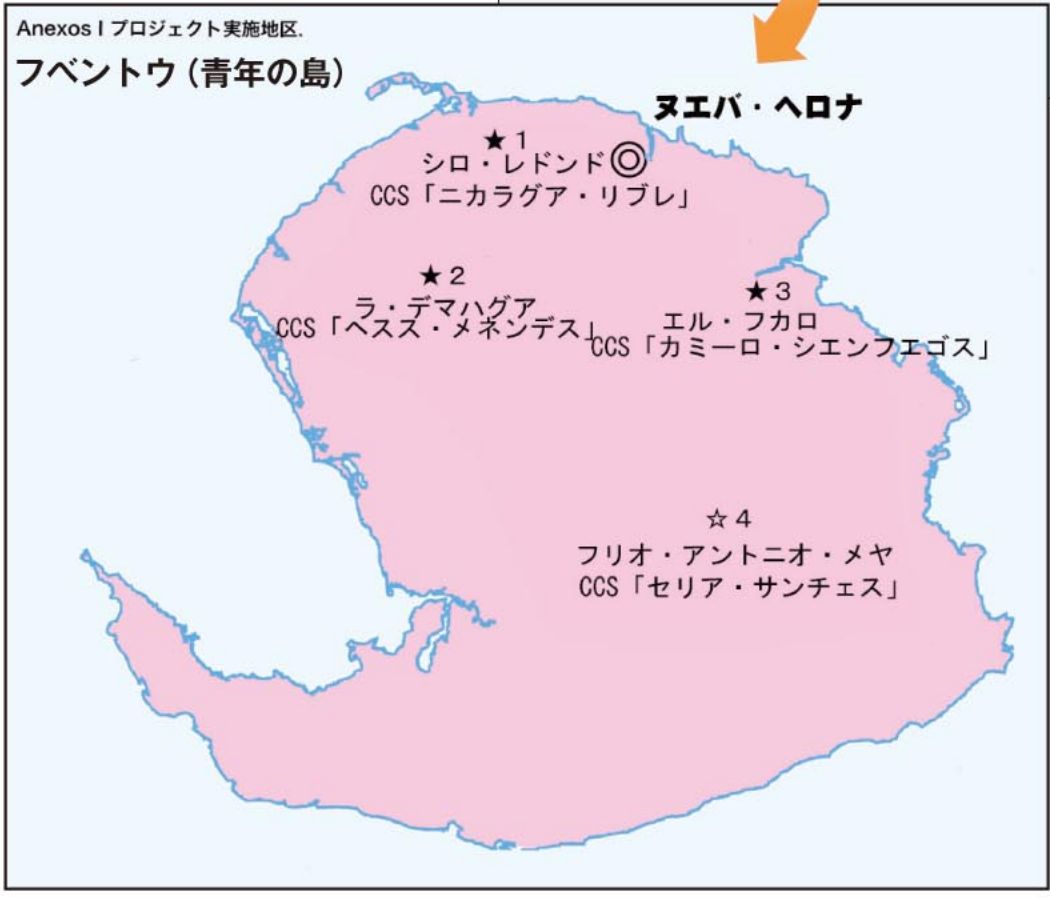 Anexos I プロジェクト実施地区.
フベントウ（青年の島）
ヌエバ・ヘロナ
★１
シロ・レドンド◎
CCS「ニカラグア・リブレ」
★２
ラ・デマハグア
CCS「ヘスス・メネンデス」
★３
エル・フカロ
CCS「カミーロ・シエンフエゴス」
☆４
フリオ・アントニオ・メヤ
CCS「セリア・サンチェス」